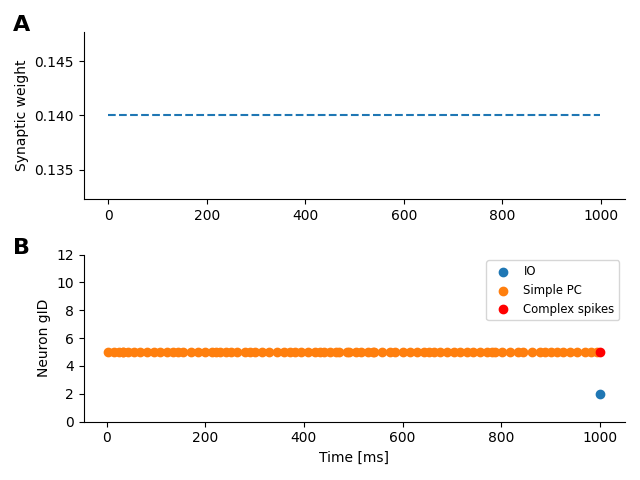 A
0.145
0.140
0.135
Synaptic weight
0 200 400 600 800 1000
B
12
10
8
6
4
2
0
Neuron gID
IO
Simple PC
Complex spikes
0 200 400 600 800 1000
Time [ms]